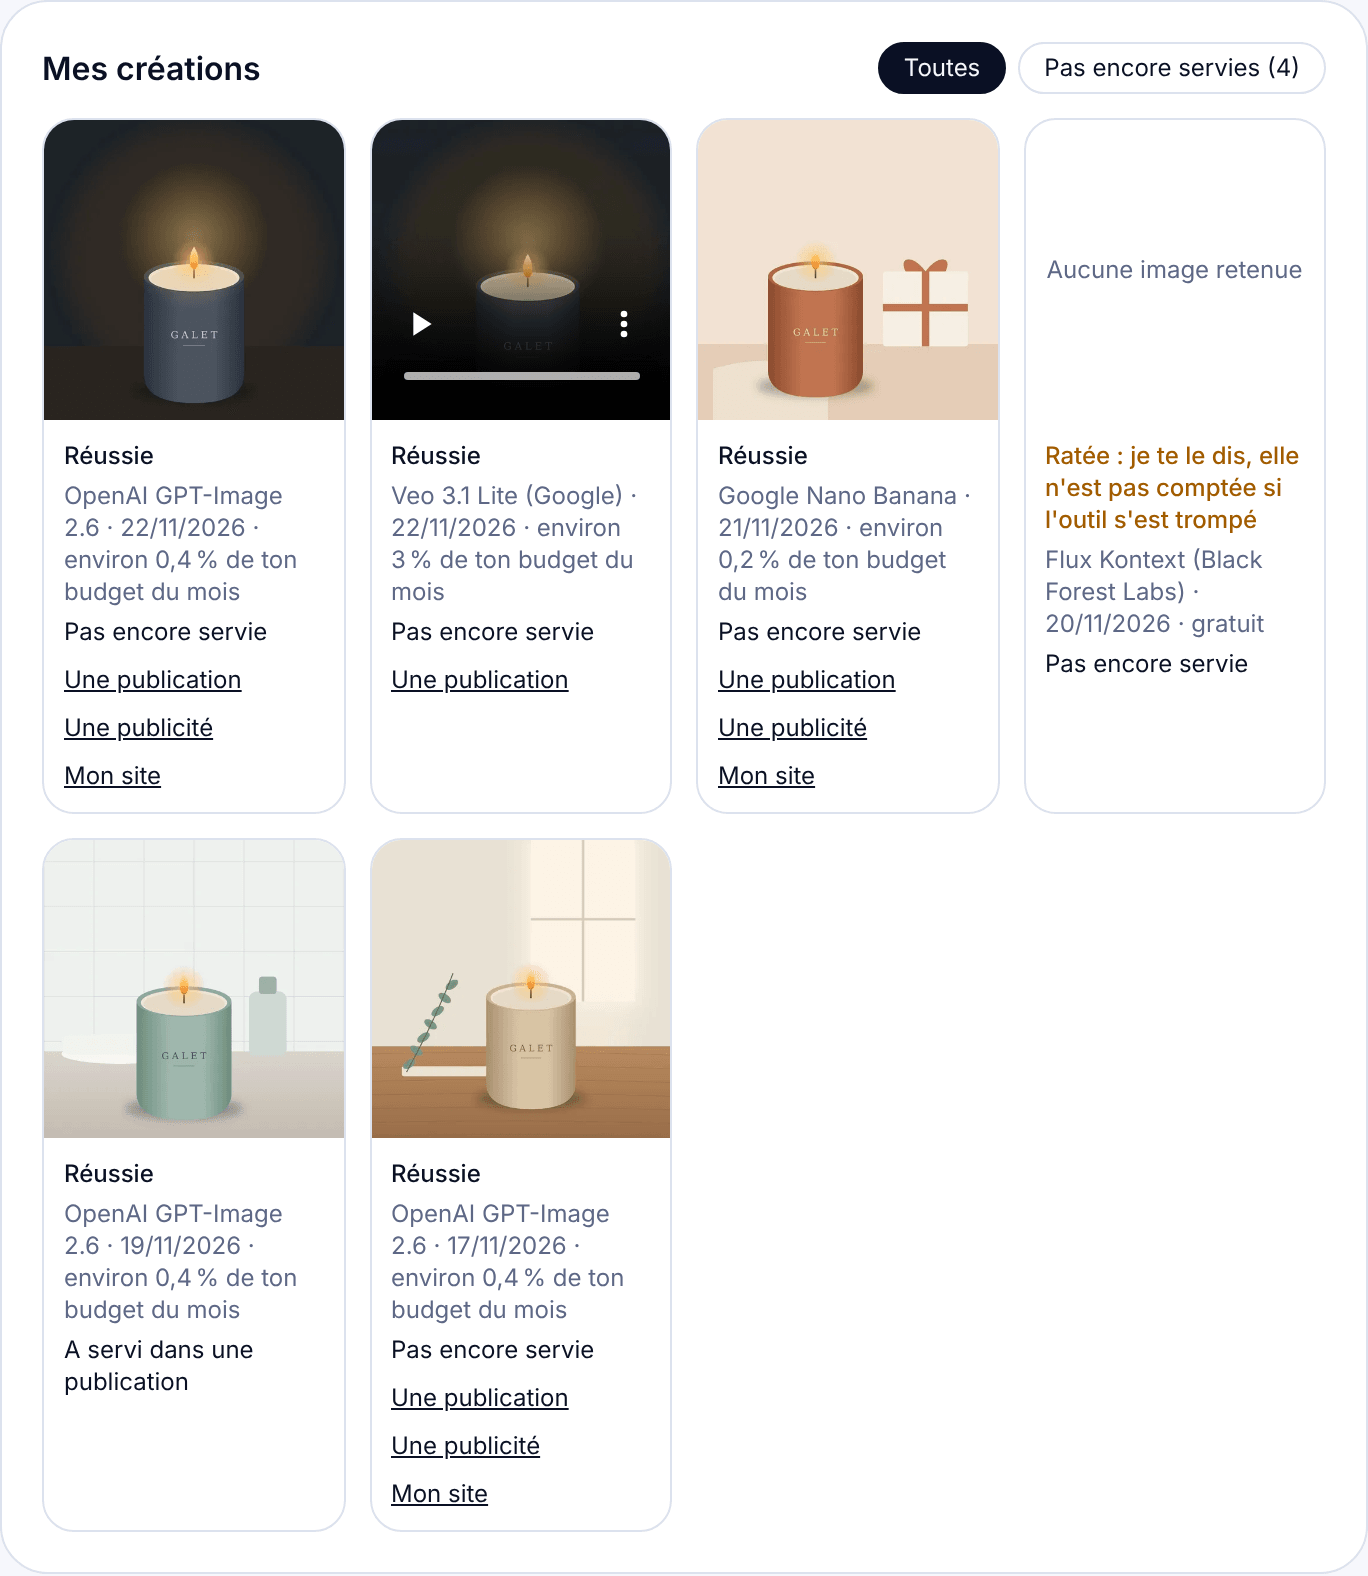 Mes créations
Toutes
Pas encore servies (4)
GALET
Réussie
OpenAI GPT-Image
2.6 · 22/11/2026 ·
environ 0,4 % de ton
budget du mois
Pas encore servie
Une publication
Une publicité
Mon site
GALET
Réussie
Veo 3.1 Lite (Google) ·
22/11/2026 · environ
3 % de ton budget du
mois
Pas encore servie
Une publication
GALET
Réussie
Google Nano Banana ·
21/11/2026 · environ
0,2 % de ton budget
du mois
Pas encore servie
Une publication
Une publicité
Mon site
Aucune image retenue
Ratée : je te le dis, elle
n'est pas comptée si
l'outil s'est trompé
Flux Kontext (Black
Forest Labs) ·
20/11/2026 · gratuit
Pas encore servie
GALET
Réussie
OpenAI GPT-Image
2.6 · 19/11/2026 ·
environ 0,4 % de ton
budget du mois
A servi dans une
publication
GALET
Réussie
OpenAI GPT-Image
2.6 · 17/11/2026 ·
environ 0,4 % de ton
budget du mois
Pas encore servie
Une publication
Une publicité
Mon site